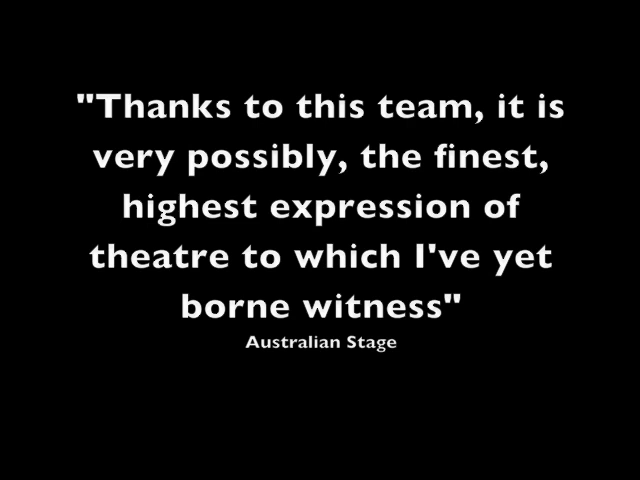 "Thanks to this team, it is
very possibly, the finest,
highest expression of
theatre to which I've yet
borne witness"
Australian Stage